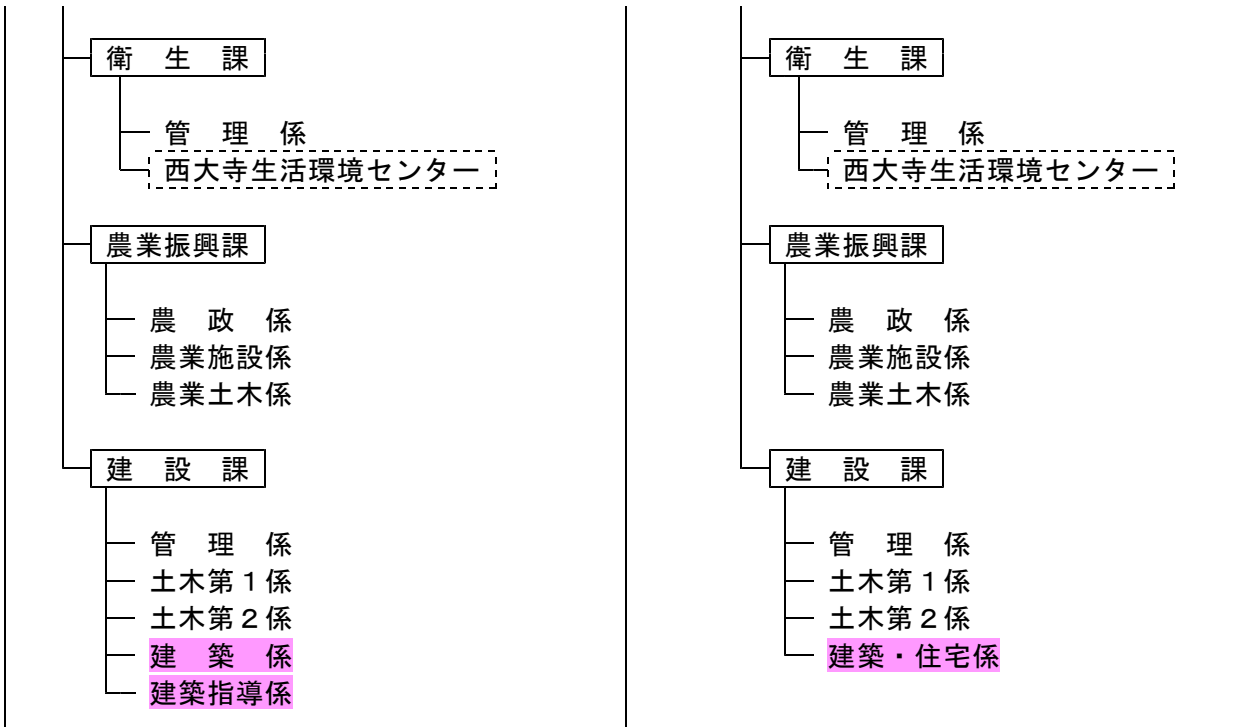 衛　生　課
管　理　係
西大寺生活環境センター
農業振興課
農　政　係
農業施設係
農業土木係
建　設　課
管　理　係
土木第１係
土木第２係
建　築　係
建築指導係
衛　生　課
管　理　係
西大寺生活環境センター
農業振興課
農　政　係
農業施設係
農業土木係
建　設　課
管　理　係
土木第１係
土木第２係
建築・住宅係